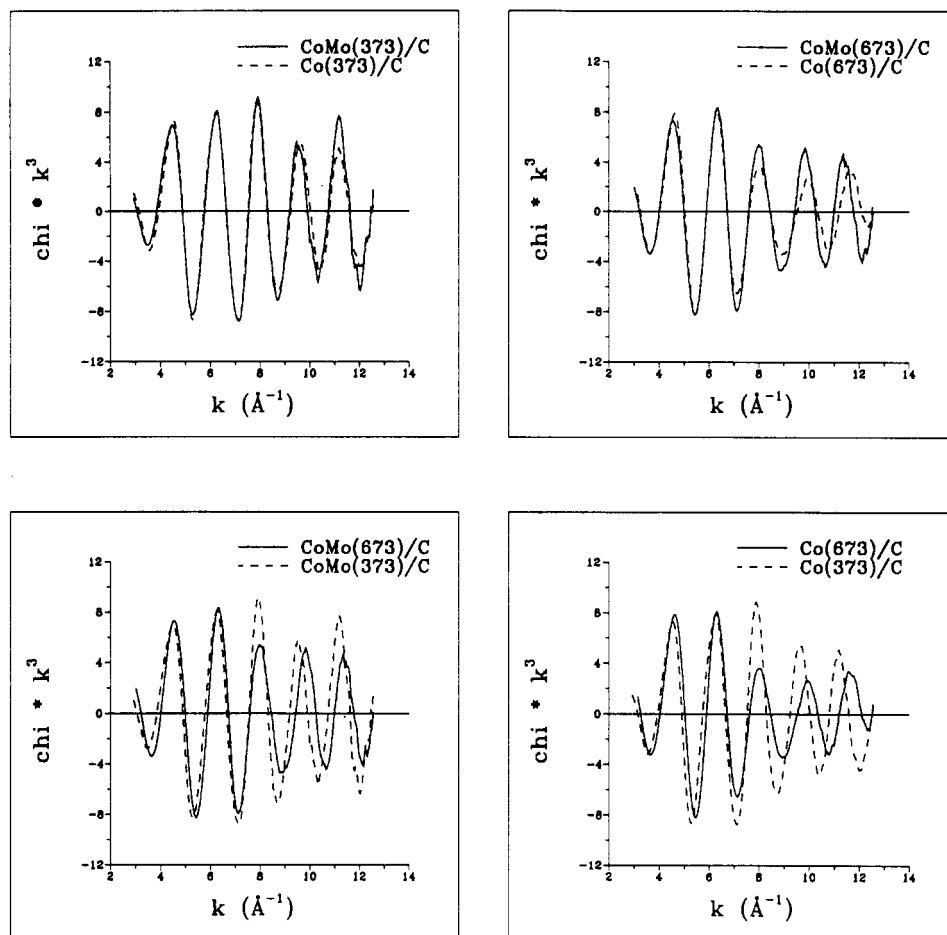 CoMo(373)/C
Co(373)/C
12
8
4
0
−4
−8
−12
chi • k³
2 4 6 8 10 12 14
k (Å⁻¹)
CoMo(673)/C
Co(673)/C
12
8
4
0
−4
−8
−12
chi * k³
2 4 6 8 10 12 14
k (Å⁻¹)
CoMo(673)/C
CoMo(373)/C
12
8
4
0
−4
−8
−12
chi * k³
2 4 6 8 10 12 14
k (Å⁻¹)
Co(673)/C
Co(373)/C
12
8
4
0
−4
−8
−12
chi * k³
2 4 6 8 10 12 14
k (Å⁻¹)